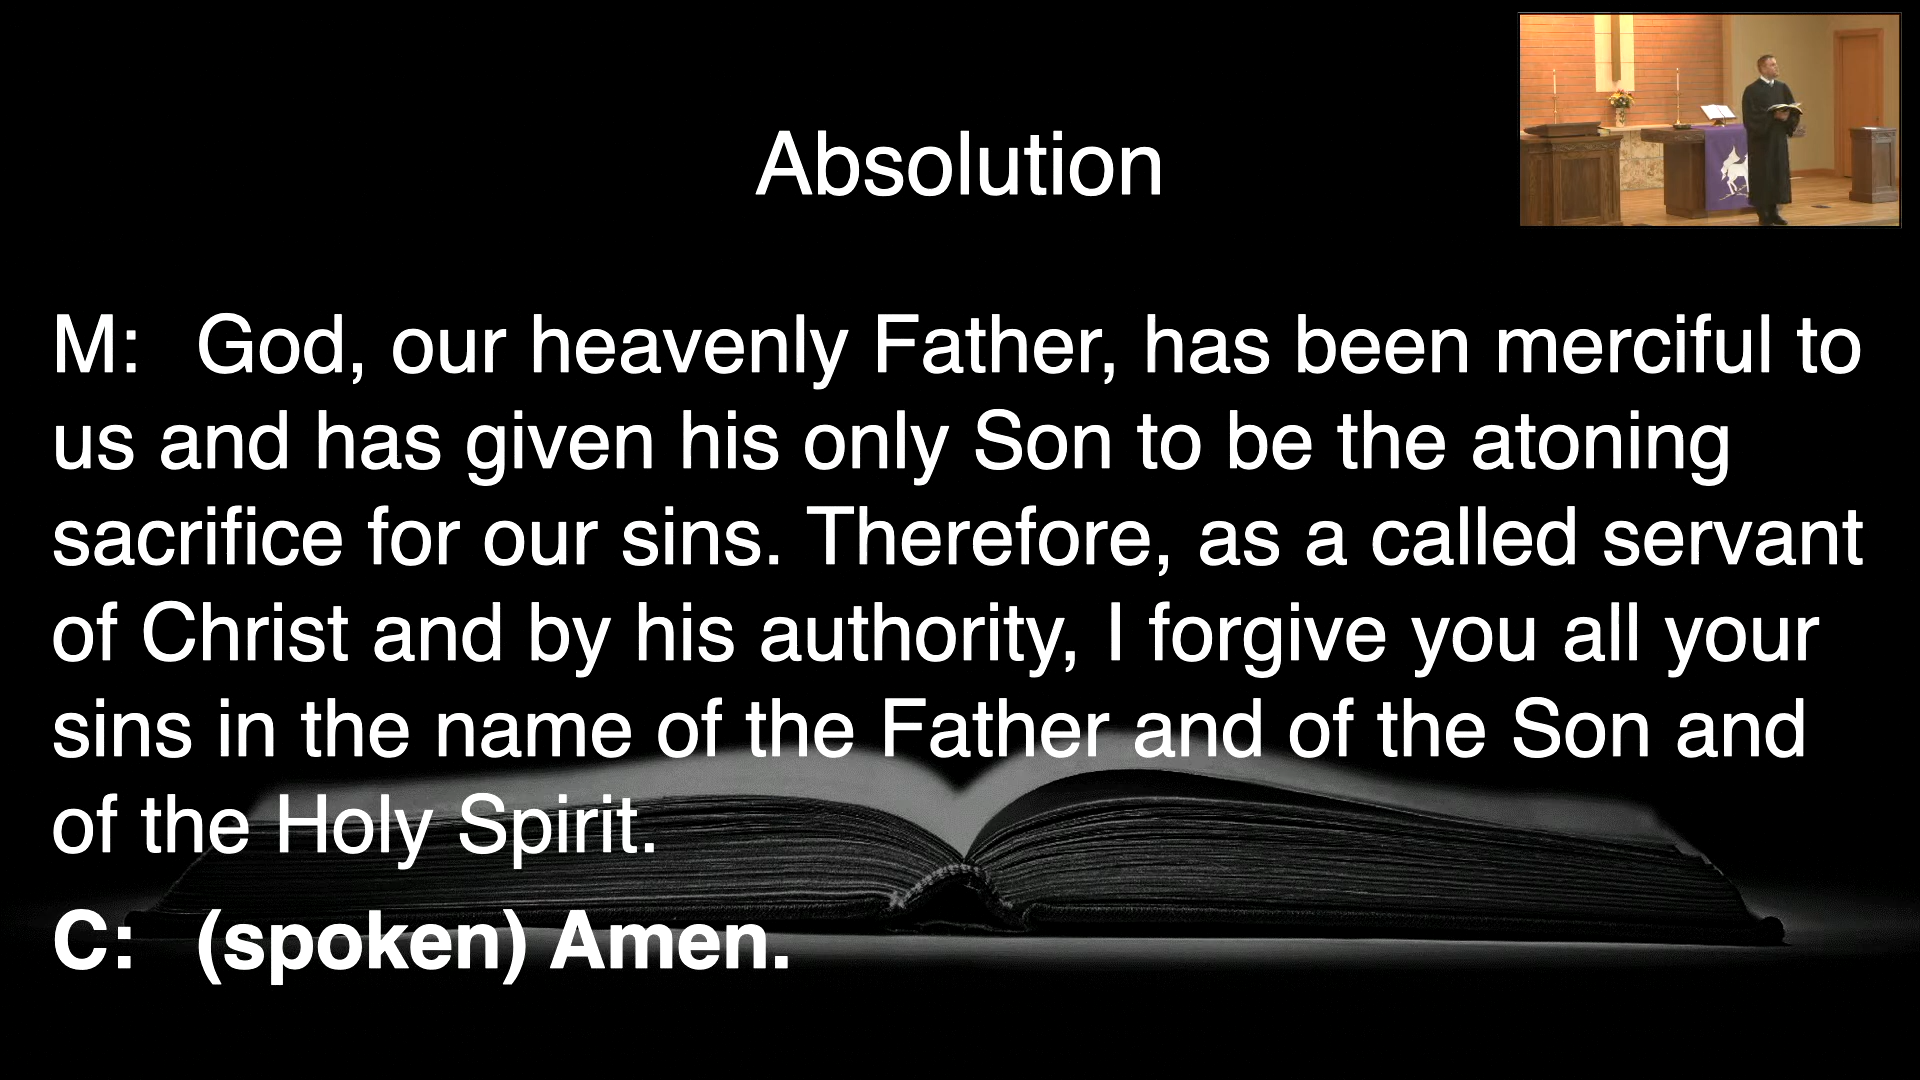 Absolution
M: God, our heavenly Father, has been merciful to
us and has given his only Son to be the atoning
sacrifice for our sins. Therefore, as a called servant
of Christ and by his authority, I forgive you all your
sins in the name of the Father and of the Son and
of the Holy Spirit.
C: (spoken) Amen.